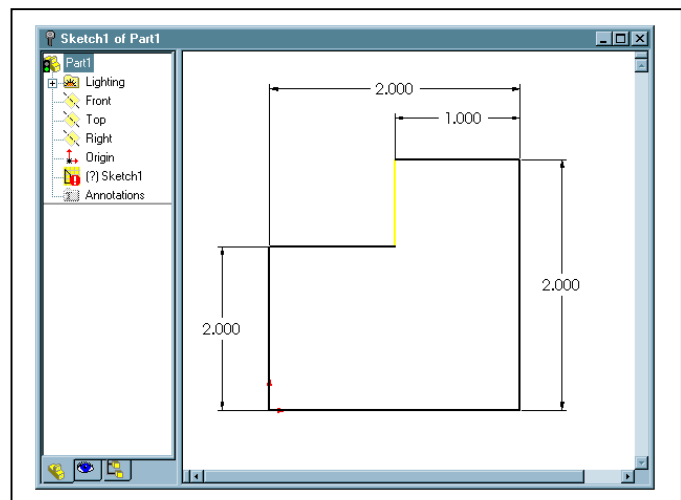 Sketch1 of Part1
Part1
Lighting
Front
Top
Right
Origin
(?) Sketch1
Annotations
2.000
1.000
2.000
2.000